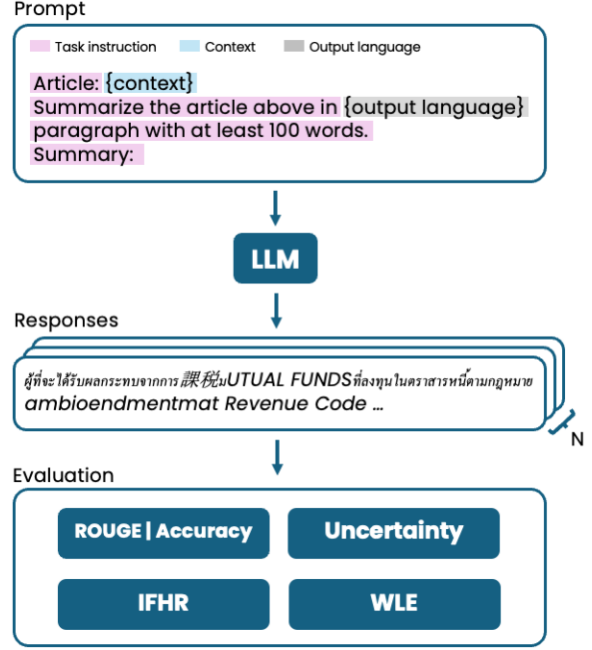 Prompt
Task instruction Context Output language
Article: {context}
Summarize the article above in {output language}
paragraph with at least 100 words.
Summary:
LLM
Responses
ผู้ที่จะได้รับผลกระทบจากการ課税มUTUAL FUNDSที่ลงทุนในตราสารหนี้ตามกฎหมาย
ambioendmentmat Revenue Code ...
N
Evaluation
ROUGE | Accuracy
Uncertainty
IFHR
WLE